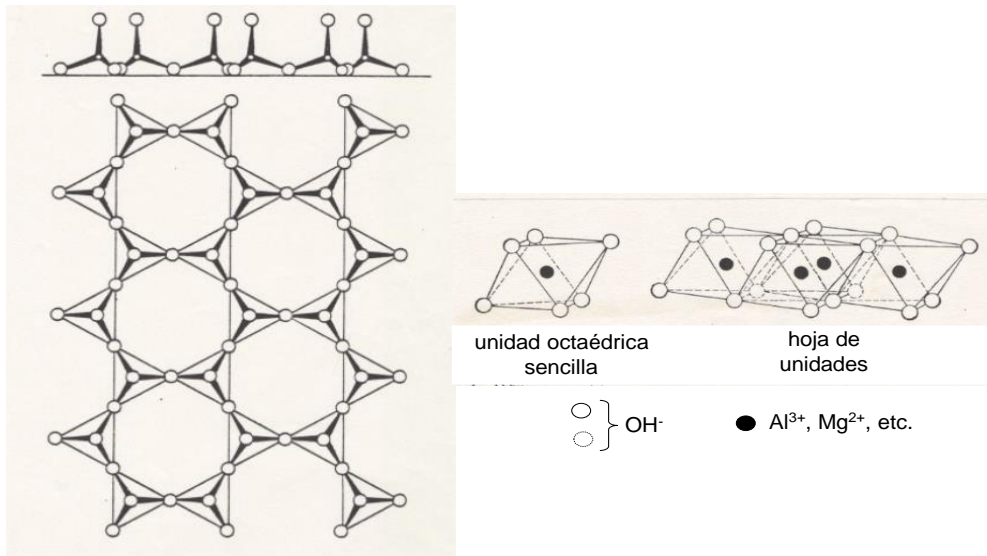 unidad octaédrica
sencilla
hoja de
unidades
OH⁻
Al³⁺, Mg²⁺, etc.